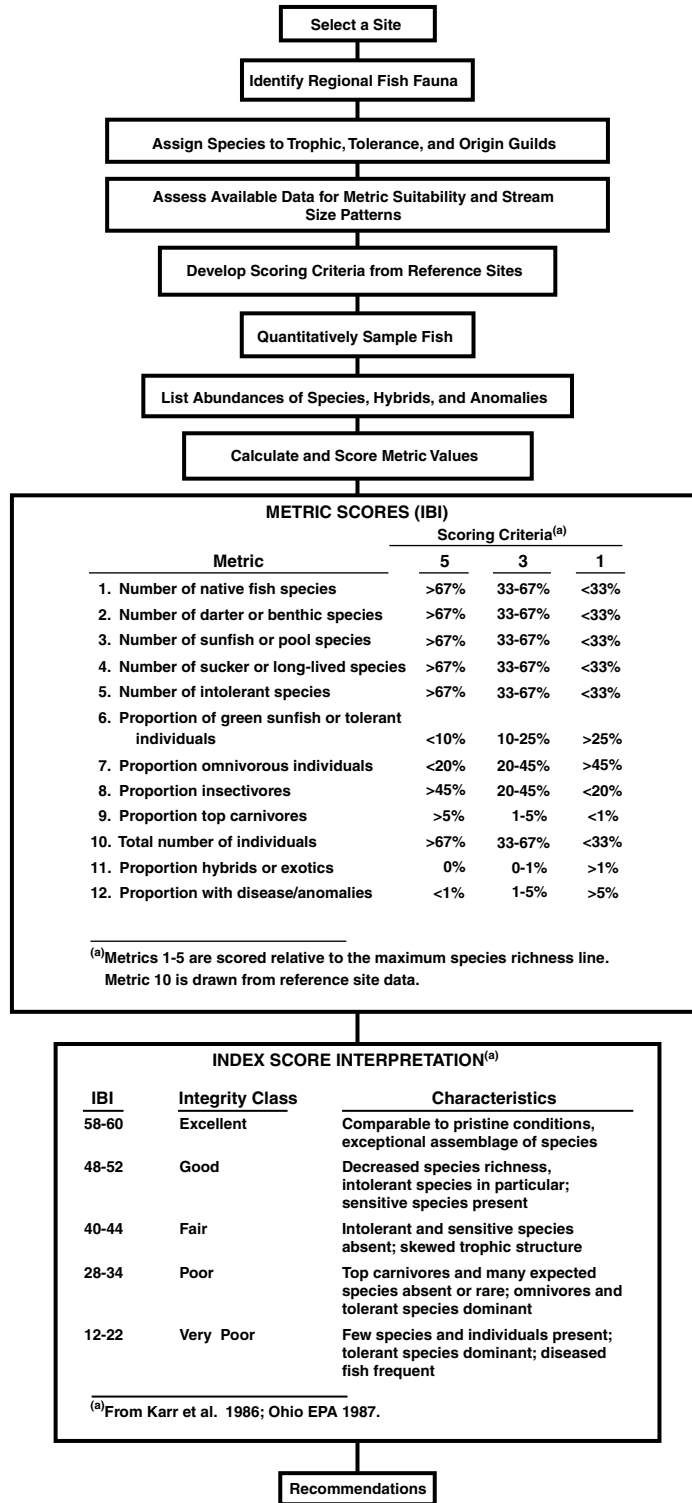 Select a Site
Identify Regional Fish Fauna
Assign Species to Trophic, Tolerance, and Origin Guilds
Assess Available Data for Metric Suitability and Stream
Size Patterns
Develop Scoring Criteria from Reference Sites
Quantitatively Sample Fish
List Abundances of Species, Hybrids, and Anomalies
Calculate and Score Metric Values
METRIC SCORES (IBI)
Scoring Criteria(a)
Metric 5 3 1
1. Number of native fish species >67% 33-67% <33%
2. Number of darter or benthic species >67% 33-67% <33%
3. Number of sunfish or pool species >67% 33-67% <33%
4. Number of sucker or long-lived species >67% 33-67% <33%
5. Number of intolerant species >67% 33-67% <33%
6. Proportion of green sunfish or tolerant
individuals <10% 10-25% >25%
7. Proportion omnivorous individuals <20% 20-45% >45%
8. Proportion insectivores >45% 20-45% <20%
9. Proportion top carnivores >5% 1-5% <1%
10. Total number of individuals >67% 33-67% <33%
11. Proportion hybrids or exotics 0% 0-1% >1%
12. Proportion with disease/anomalies <1% 1-5% >5%
(a)Metrics 1-5 are scored relative to the maximum species richness line.
Metric 10 is drawn from reference site data.
INDEX SCORE INTERPRETATION(a)
IBI Integrity Class Characteristics
58-60 Excellent Comparable to pristine conditions,
exceptional assemblage of species
48-52 Good Decreased species richness,
intolerant species in particular;
sensitive species present
40-44 Fair Intolerant and sensitive species
absent; skewed trophic structure
28-34 Poor Top carnivores and many expected
species absent or rare; omnivores and
tolerant species dominant
12-22 Very Poor Few species and individuals present;
tolerant species dominant; diseased
fish frequent
(a)From Karr et al. 1986; Ohio EPA 1987.
Recommendations